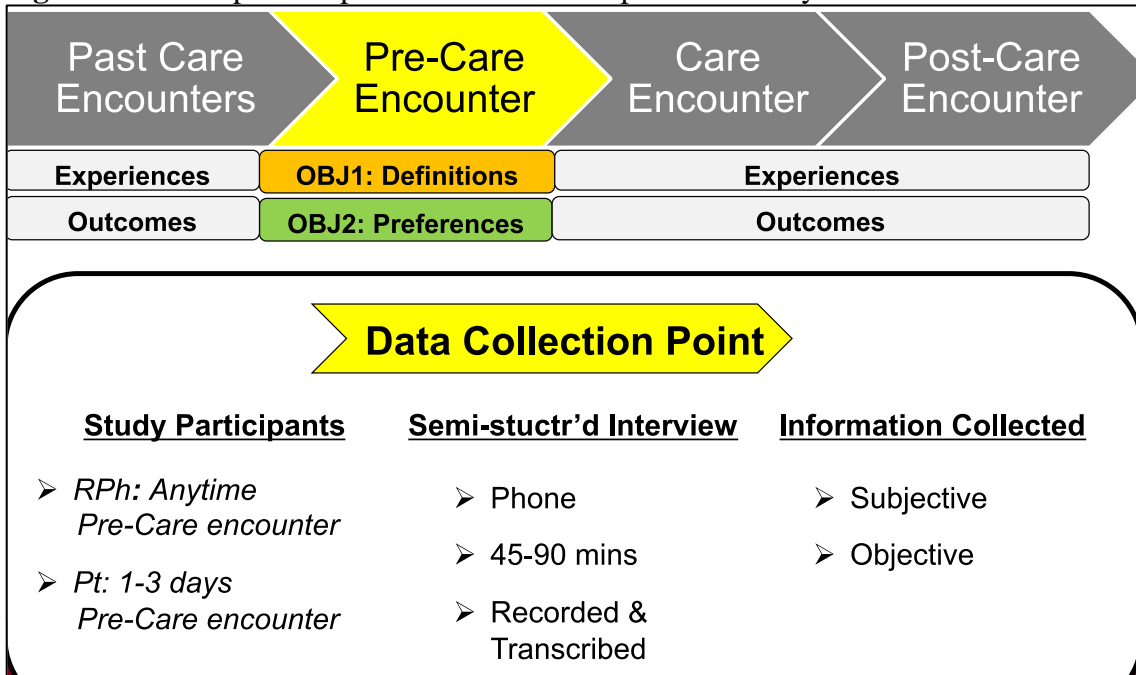 Past Care
Encounters
Pre-Care
Encounter
Care
Encounter
Post-Care
Encounter
Experiences
OBJ1: Definitions
Experiences
Outcomes
OBJ2: Preferences
Outcomes
Data Collection Point
Study Participants
➢ RPh: Anytime
Pre-Care encounter
➢ Pt: 1-3 days
Pre-Care encounter
Semi-stuctr’d Interview
➢ Phone
➢ 45-90 mins
➢ Recorded &
Transcribed
Information Collected
➢ Subjective
➢ Objective